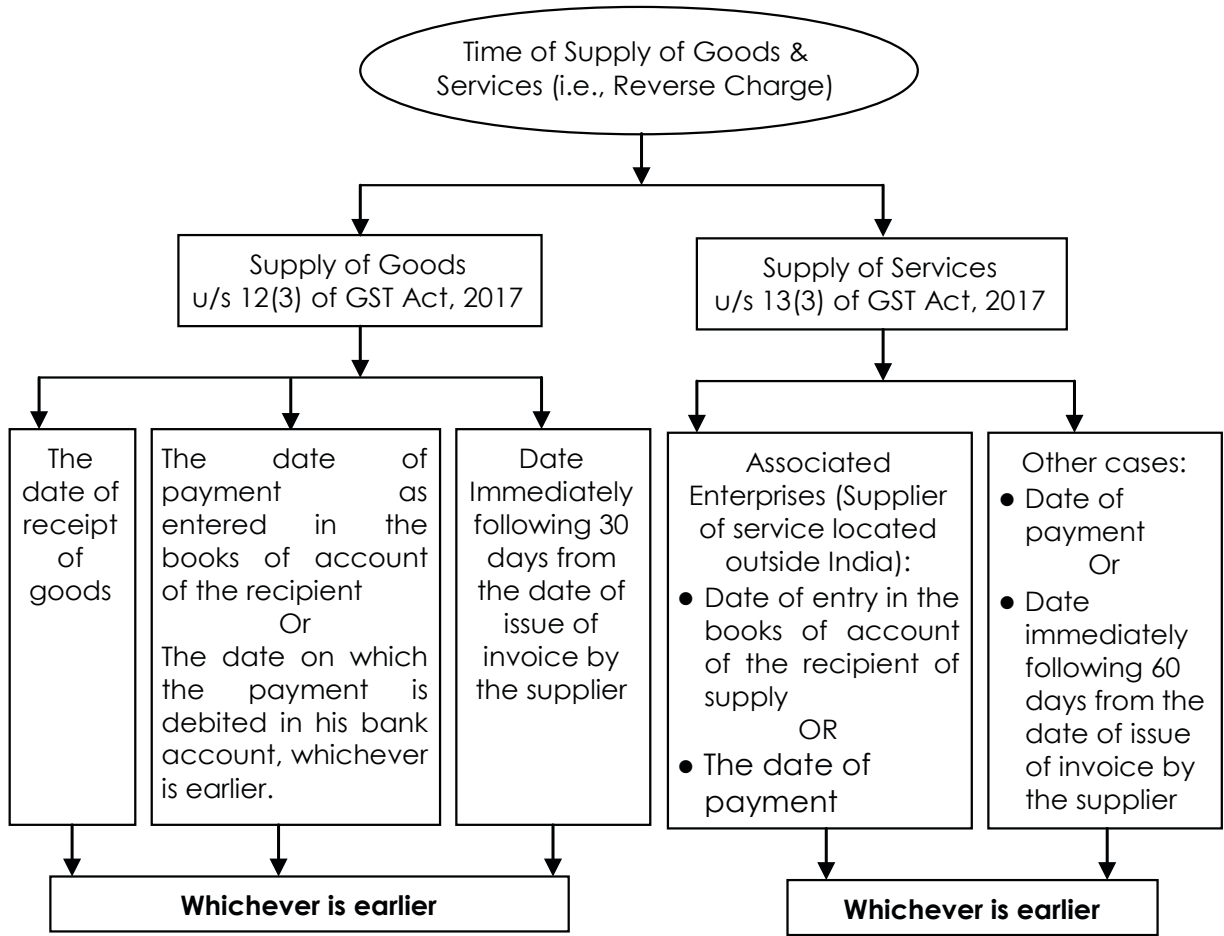 Time of Supply of Goods &
Services (i.e., Reverse Charge)
Supply of Goods
u/s 12(3) of GST Act, 2017
Supply of Services
u/s 13(3) of GST Act, 2017
The
date of
receipt
of
goods
The date of
payment as
entered in the
books of account
of the recipient
Or
The date on which
the payment is
debited in his bank
account, whichever
is earlier.
Date
Immediately
following 30
days from
the date of
issue of
invoice by
the supplier
Associated
Enterprises (Supplier
of service located
outside India):
● Date of entry in the
books of account
of the recipient of
supply
OR
● The date of
payment
Other cases:
● Date of
payment
Or
● Date
immediately
following 60
days from the
date of issue
of invoice by
the supplier
Whichever is earlier
Whichever is earlier